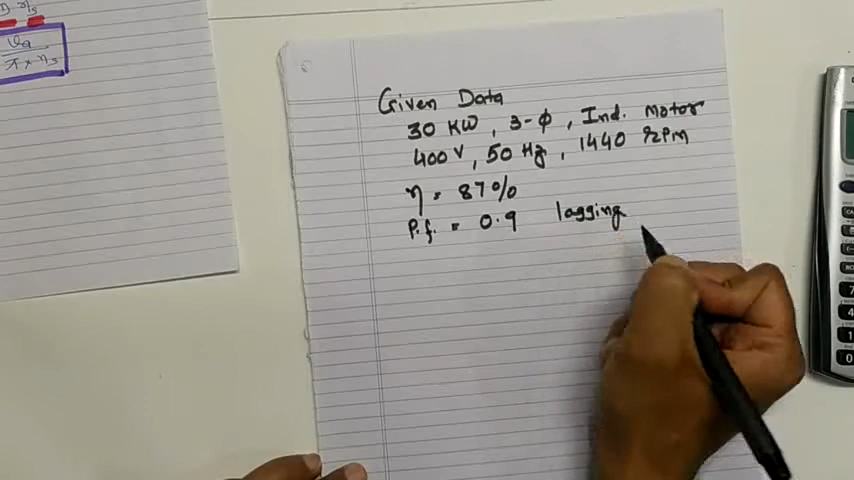 Given Data
30 KW, 3-φ, Ind. Motor
400 V, 50 Hz, 1440 rpm
η = 87%
P.f. = 0.9 lagging